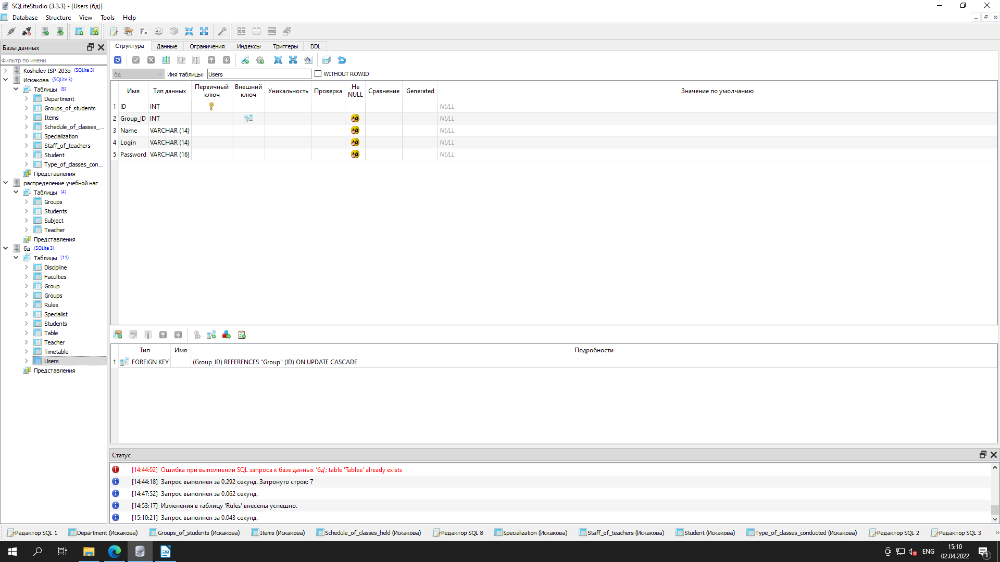 SQLiteStudio (3.3.3) - [Users (бд)]
Database Structure View Tools Help
Базы данных
Фильтр по имени
Koshelev ISP-203о (SQLite 3)
Искакова (SQLite 3)
Таблицы (8)
Department
Groups_of_students
Items
Schedule_of_classes_...
Specialization
Staff_of_teachers
Student
Type_of_classes_con...
Представления
распределение учебной наг...
Таблицы (4)
Groups
Students
Subject
Teacher
Представления
бд (SQLite 3)
Таблицы (11)
Discipline
Faculties
Group
Groups
Rules
Specialist
Students
Table
Teacher
Timetable
Users
Представления
Структура Данные Ограничения Индексы Триггеры DDL
бд Имя таблицы: Users WITHOUT ROWID
Имя Тип данных Первичный ключ Внешний ключ Уникальность Проверка Не NULL Сравнение Generated Значение по умолчанию
1 ID INT NULL
2 Group_ID INT NULL
3 Name VARCHAR (14) NULL
4 Login VARCHAR (14) NULL
5 Password VARCHAR (16) NULL
Тип Имя Подробности
1 FOREIGN KEY (Group_ID) REFERENCES "Group" (ID) ON UPDATE CASCADE
Статус
[14:44:02] Ошибка при выполнении SQL запроса к базе данных 'бд': table 'Tablee' already exists
[14:44:18] Запрос выполнен за 0.292 секунд. Затронуто строк: 7
[14:47:52] Запрос выполнен за 0.062 секунд.
[14:53:17] Изменения в таблицу 'Rules' внесены успешно.
[15:10:21] Запрос выполнен за 0.043 секунд.
Редактор SQL 1 Department (Искакова) Groups_of_students (Искакова) Items (Искакова) Schedule_of_classes_held (Искакова) Редактор SQL 8 Specialization (Искакова) Staff_of_teachers (Искакова) Student (Искакова) Type_of_classes_conducted (Искакова) Редактор SQL 2 Редактор SQL 3 »
ENG
15:10
02.04.2022
1